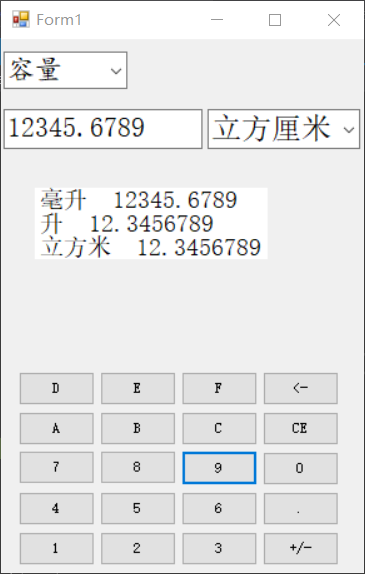 Form1
容量
12345.6789 立方厘米
毫升 12345.6789
升 12.3456789
立方米 12.3456789
D E F <-
A B C CE
7 8 9 0
4 5 6 .
1 2 3 +/-